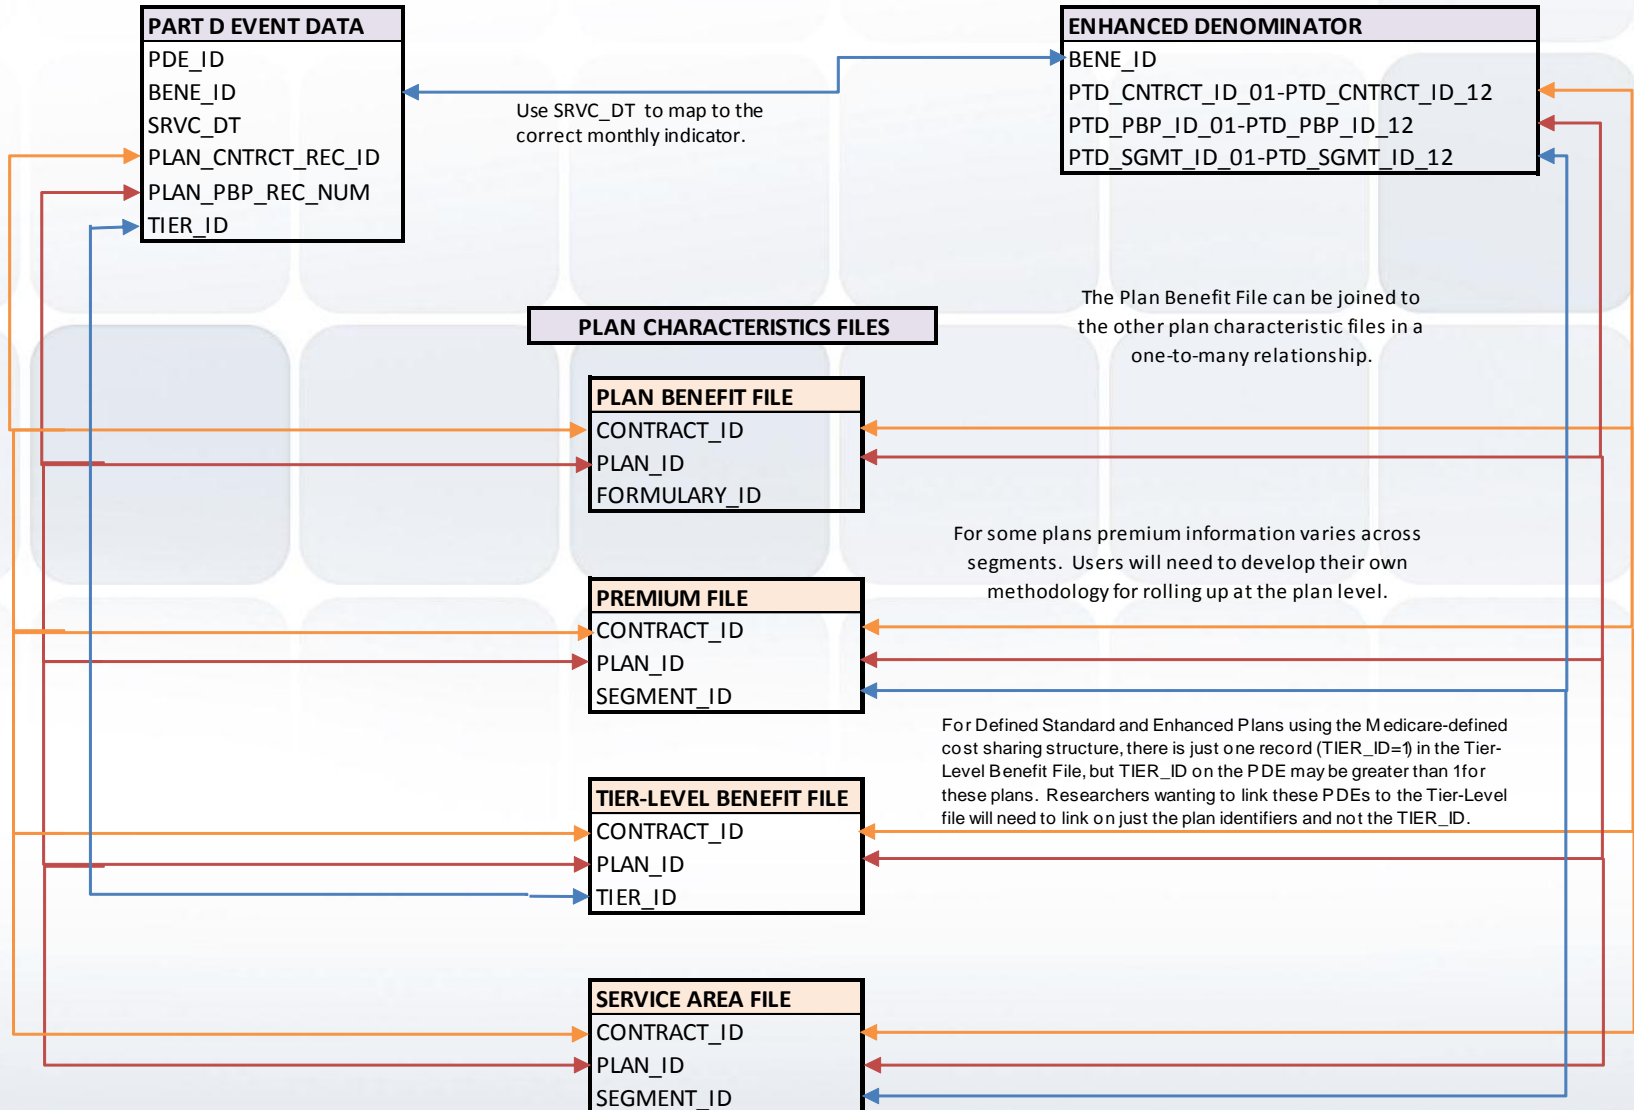 PART D EVENT DATA
PDE_ID
BENE_ID
SRVC_DT
PLAN_CNTRCT_REC_ID
PLAN_PBP_REC_NUM
TIER_ID
Use SRVC_DT to map to the
correct monthly indicator.
ENHANCED DENOMINATOR
BENE_ID
PTD_CNTRCT_ID_01-PTD_CNTRCT_ID_12
PTD_PBP_ID_01-PTD_PBP_ID_12
PTD_SGMT_ID_01-PTD_SGMT_ID_12
PLAN CHARACTERISTICS FILES
The Plan Benefit File can be joined to
the other plan characteristic files in a
one-to-many relationship.
PLAN BENEFIT FILE
CONTRACT_ID
PLAN_ID
FORMULARY_ID
For some plans premium information varies across
segments. Users will need to develop their own
methodology for rolling up at the plan level.
PREMIUM FILE
CONTRACT_ID
PLAN_ID
SEGMENT_ID
For Defined Standard and Enhanced Plans using the Medicare-defined
cost sharing structure, there is just one record (TIER_ID=1) in the Tier-
Level Benefit File, but TIER_ID on the PDE may be greater than 1for
these plans. Researchers wanting to link these PDEs to the Tier-Level
file will need to link on just the plan identifiers and not the TIER_ID.
TIER-LEVEL BENEFIT FILE
CONTRACT_ID
PLAN_ID
TIER_ID
SERVICE AREA FILE
CONTRACT_ID
PLAN_ID
SEGMENT_ID